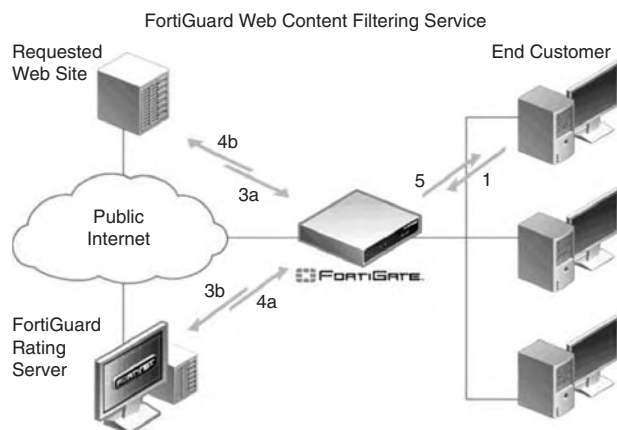 FortiGuard Web Content Filtering Service
Requested
Web Site
End Customer
4b
3a
5
1
Public
Internet
FORTIGATE.
3b
4a
FortiGuard
Rating
Server
FORTINET